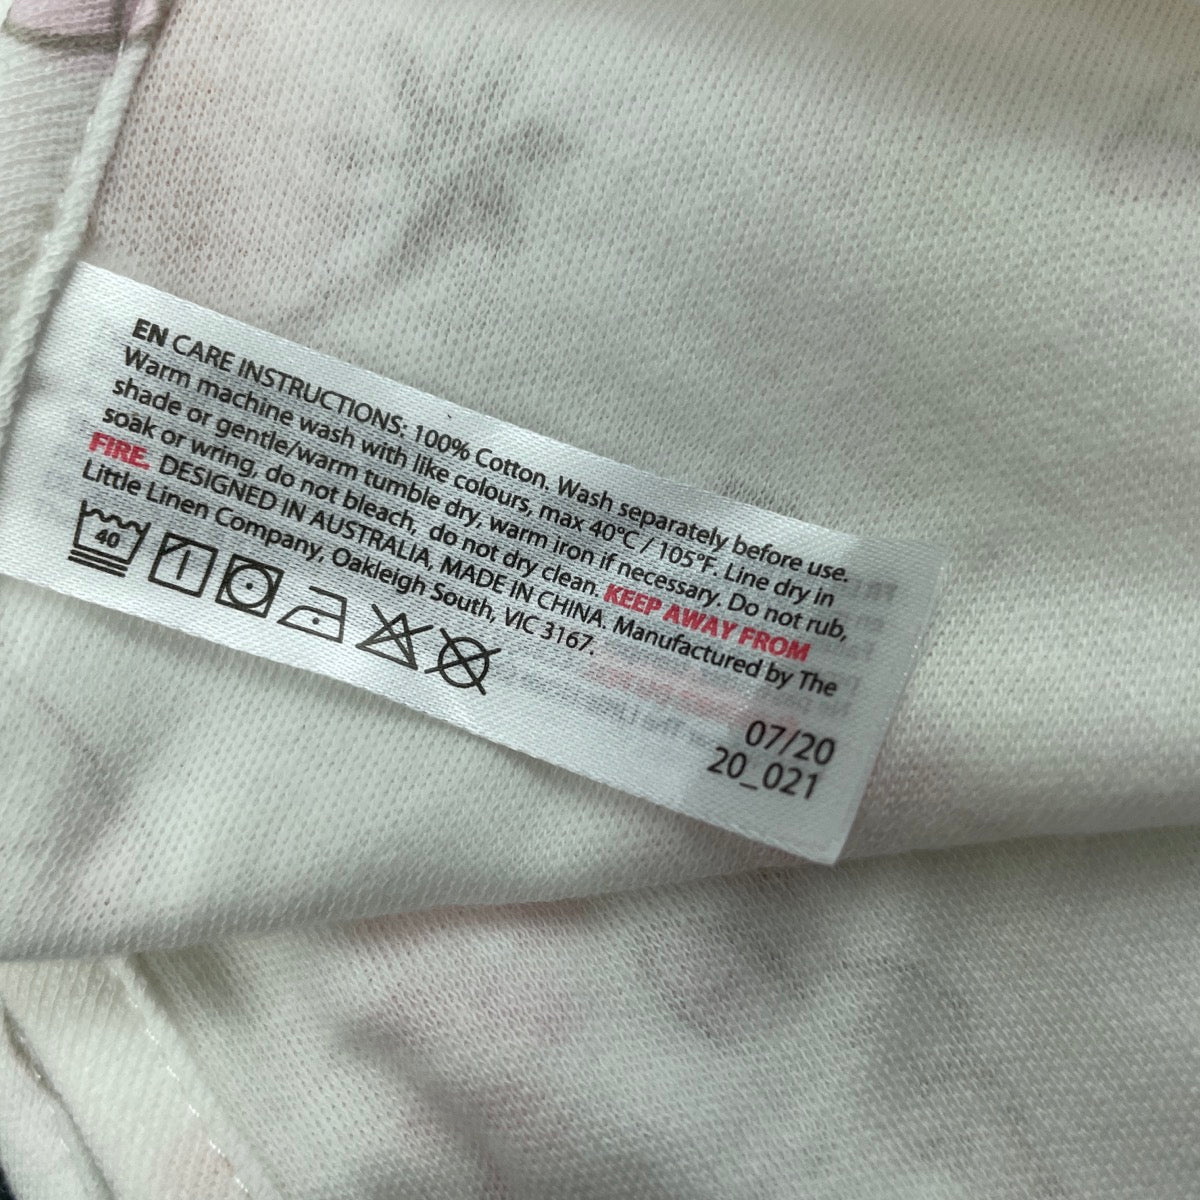 EN CARE INSTRUCTIONS: 100% Cotton. Wash separately before use.
Warm machine wash with like colours, max 40°C / 105°F. Line dry in
shade or gentle/warm tumble dry, warm iron if necessary. Do not rub,
soak or wring, do not bleach, do not dry clean. KEEP AWAY FROM
FIRE. DESIGNED IN AUSTRALIA, MADE IN CHINA. Manufactured by The
Little Linen Company, Oakleigh South, VIC 3167.
40
07/20
20_021